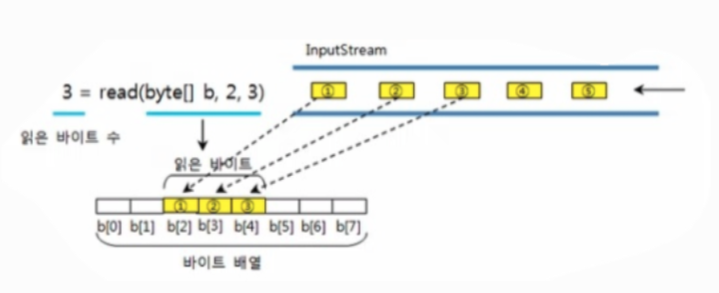 InputStream
① ② ③ ④ ⑤
3 = read(byte[] b, 2, 3)
읽은 바이트 수
읽은 바이트
① ② ③
b[0] b[1] b[2] b[3] b[4] b[5] b[6] b[7]
바이트 배열